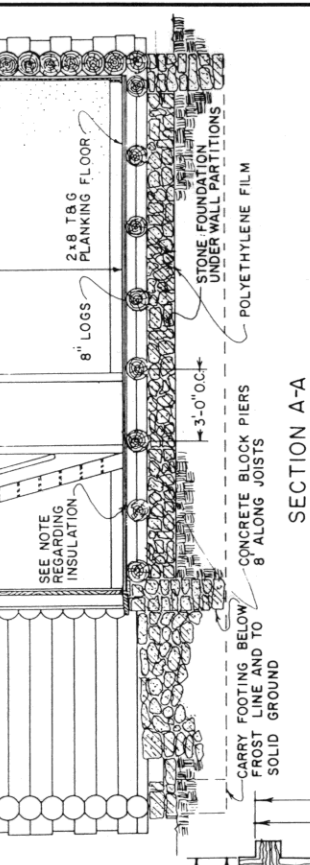 2x8 T&G
PLANKING FLOOR
8" LOGS
SEE NOTE
REGARDING
INSULATION
STONE FOUNDATION
UNDER WALL PARTITIONS
3'-0" O.C.
POLYETHYLENE FILM
CONCRETE BLOCK PIERS
8' ALONG JOISTS
CARRY FOOTING BELOW
FROST LINE AND TO
SOLID GROUND
SECTION A-A